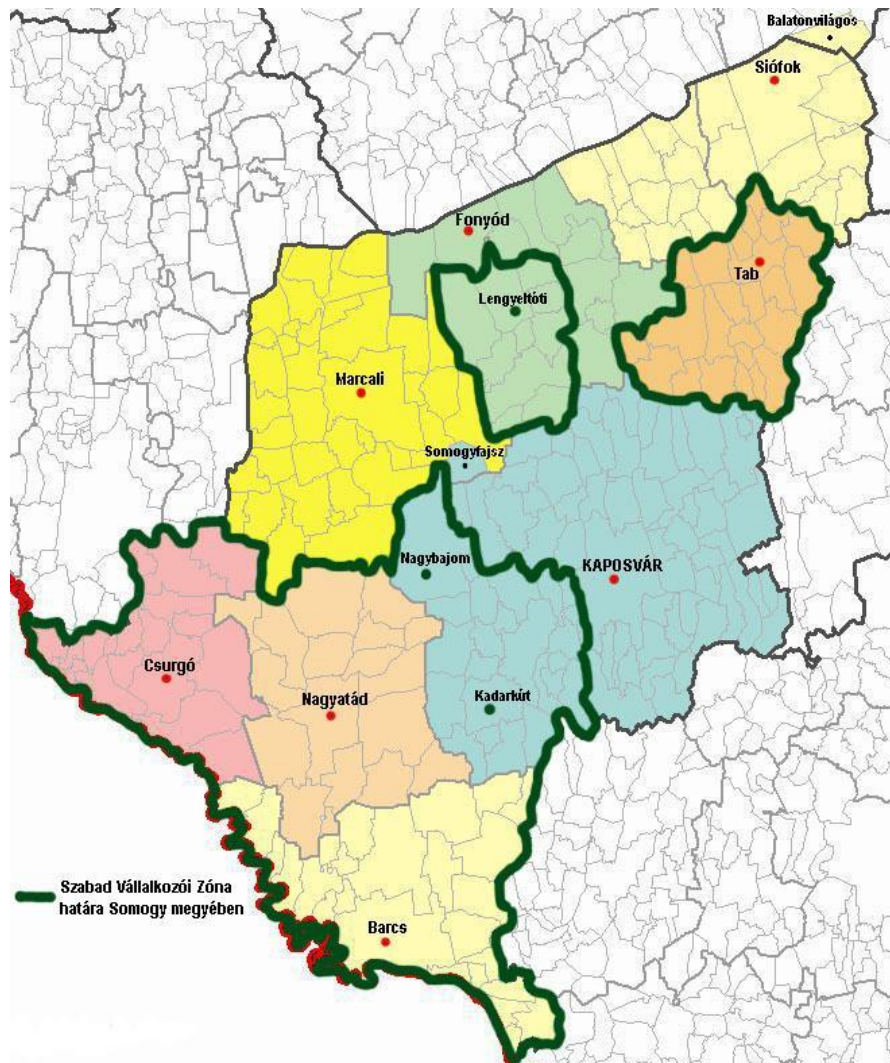 Balatonvilágos
Siófok
Fonyód
Tab
Lengyeltóti
Marcali
Somogyfajsz
Nagybajom
KAPOSVÁR
Csurgó
Nagyatád
Kadarkút
Szabad Vállalkozói Zóna
határa Somogy megyében
Barcs